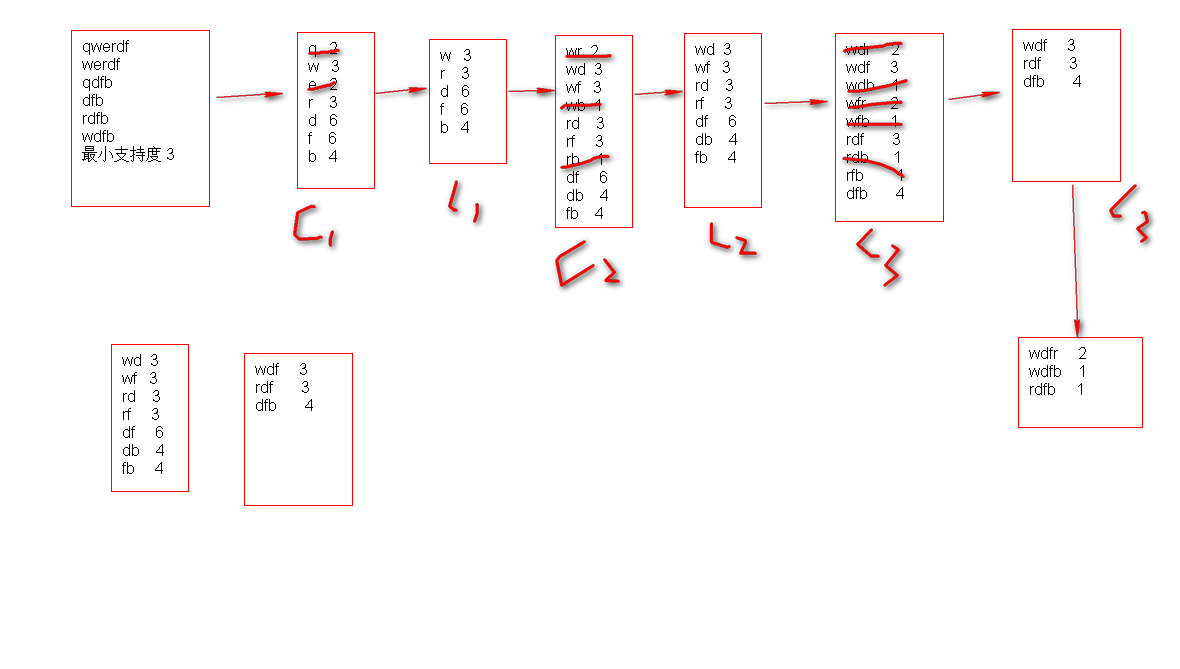 qwerdf
werdf
qdfb
dfb
rdfb
wdfb
最小支持度 3
q 2
w 3
e 2
r 3
d 6
f 6
b 4
C1
w 3
r 3
d 6
f 6
b 4
L1
wr 2
wd 3
wf 3
wb 1
rd 3
rf 3
rb 1
df 6
db 4
fb 4
C2
wd 3
wf 3
rd 3
rf 3
df 6
db 4
fb 4
L2
wdr 2
wdf 3
wdb 1
wfr 2
wfb 1
rdf 3
rdb 1
rfb 1
dfb 4
C3
wdf 3
rdf 3
dfb 4
L3
wdfr 2
wdfb 1
rdfb 1
wd 3
wf 3
rd 3
rf 3
df 6
db 4
fb 4
wdf 3
rdf 3
dfb 4